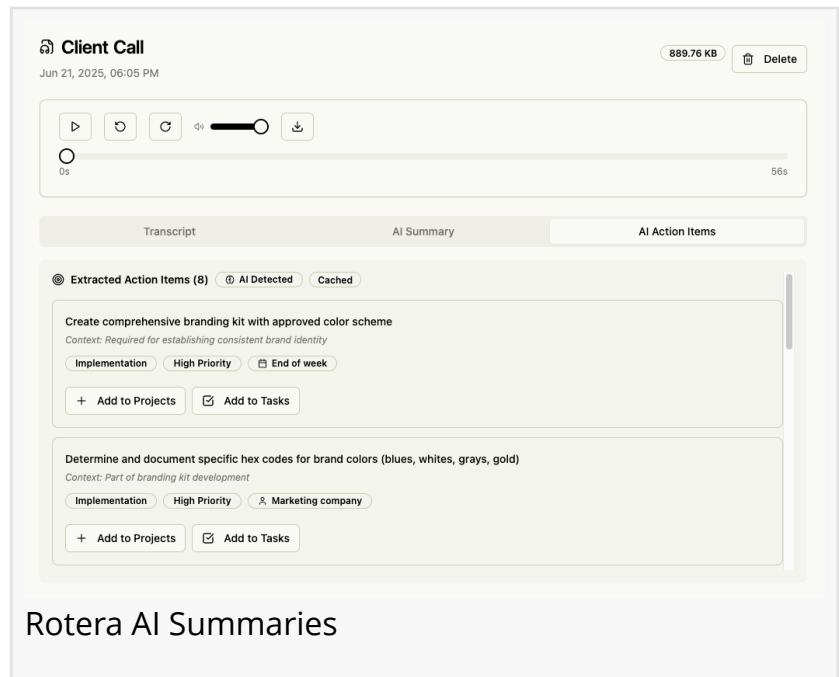 Client Call
889.76 KB
Delete
Jun 21, 2025, 06:05 PM
0s
56s
Transcript
AI Summary
AI Action Items
Extracted Action Items (8)
AI Detected
Cached
Create comprehensive branding kit with approved color scheme
Context: Required for establishing consistent brand identity
Implementation
High Priority
End of week
Add to Projects
Add to Tasks
Determine and document specific hex codes for brand colors (blues, whites, grays, gold)
Context: Part of branding kit development
Implementation
High Priority
Marketing company
Add to Projects
Add to Tasks
Rotera AI Summaries